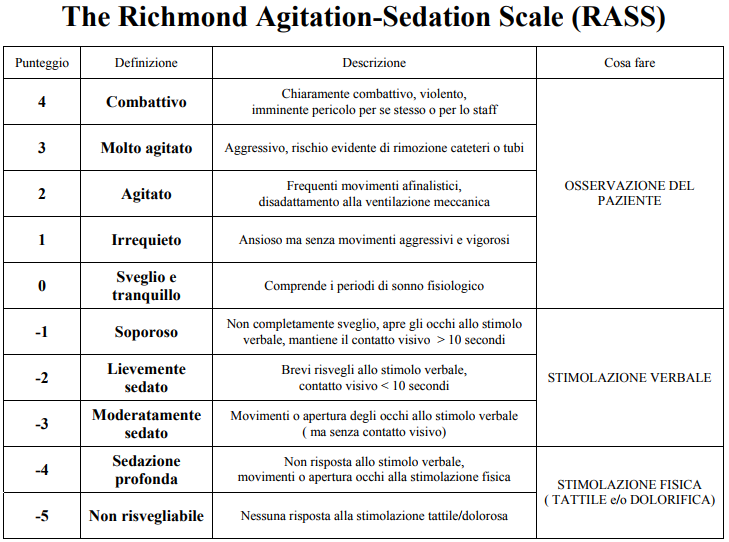 The Richmond Agitation-Sedation Scale (RASS)
Punteggio Definizione Descrizione Cosa fare
4 Combattivo Chiaramente combattivo, violento,
imminente pericolo per se stesso o per lo staff
3 Molto agitato Aggressivo, rischio evidente di rimozione cateteri o tubi
2 Agitato Frequenti movimenti afinalistici,
disadattamento alla ventilazione meccanica
OSSERVAZIONE DEL
PAZIENTE
1 Irrequieto Ansioso ma senza movimenti aggressivi e vigorosi
0 Sveglio e
tranquillo Comprende i periodi di sonno fisiologico
-1 Soporoso Non completamente sveglio, apre gli occhi allo stimolo
verbale, mantiene il contatto visivo > 10 secondi
-2 Lievemente
sedato Brevi risvegli allo stimolo verbale,
contatto visivo < 10 secondi
STIMOLAZIONE VERBALE
-3 Moderatamente
sedato Movimenti o apertura degli occhi allo stimolo verbale
( ma senza contatto visivo)
-4 Sedazione
profonda Non risposta allo stimolo verbale,
movimenti o apertura occhi alla stimolazione fisica
STIMOLAZIONE FISICA
( TATTILE e/o DOLORIFICA)
-5 Non risvegliabile Nessuna risposta alla stimolazione tattile/dolorosa